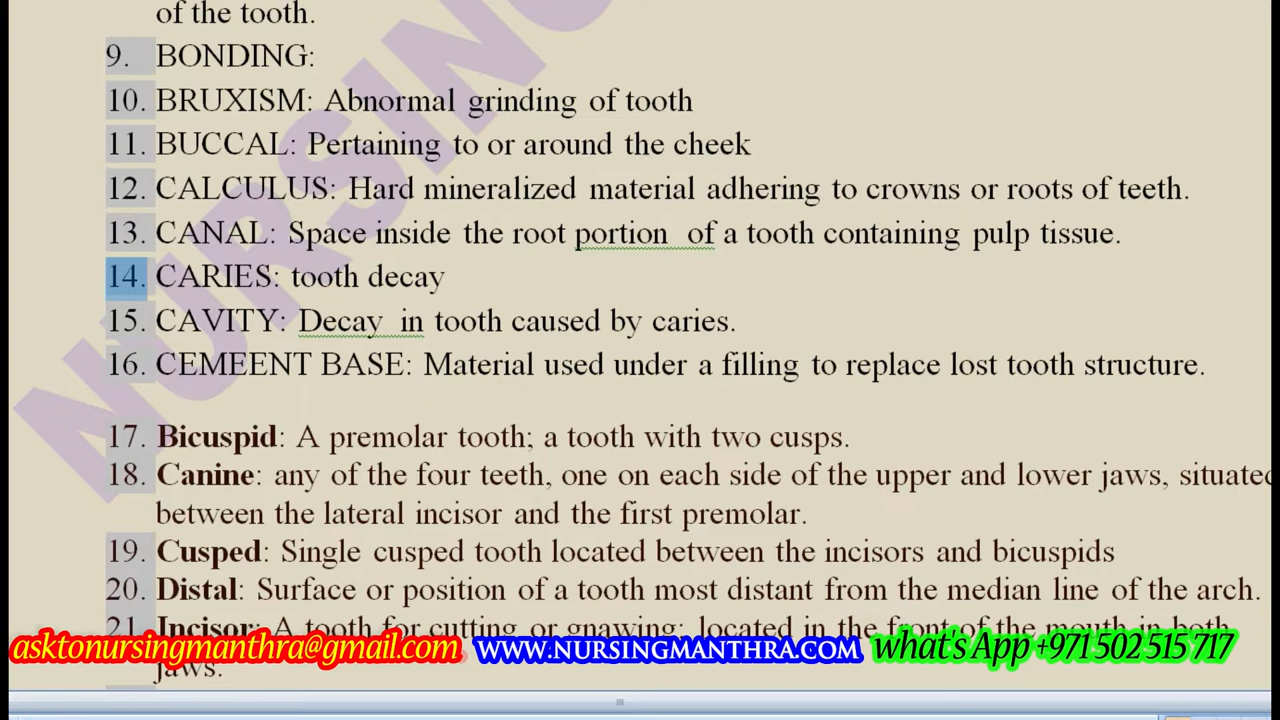 of the tooth.
9. BONDING:
10. BRUXISM: Abnormal grinding of tooth
11. BUCCAL: Pertaining to or around the cheek
12. CALCULUS: Hard mineralized material adhering to crowns or roots of teeth.
13. CANAL: Space inside the root portion of a tooth containing pulp tissue.
14. CARIES: tooth decay
15. CAVITY: Decay in tooth caused by caries.
16. CEMEENT BASE: Material used under a filling to replace lost tooth structure.
17. Bicuspid: A premolar tooth; a tooth with two cusps.
18. Canine: any of the four teeth, one on each side of the upper and lower jaws, situated
between the lateral incisor and the first premolar.
19. Cusped: Single cusped tooth located between the incisors and bicuspids
20. Distal: Surface or position of a tooth most distant from the median line of the arch.
21. Incisor: A tooth for cutting or gnawing; located in the front of the mouth in both
jaws.
asktonursingmanthra@gmail.com www.NURSINGMANTHRA.COM what's App +971 502 515 717
NURSING